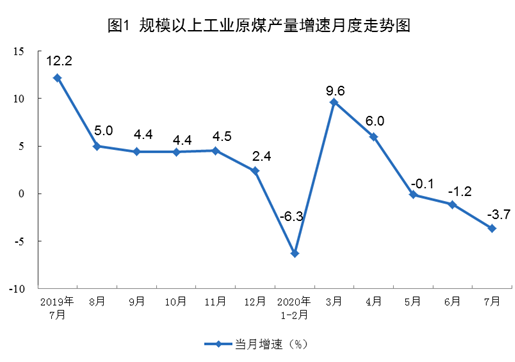 图1 规模以上工业原煤产量增速月度走势图
15
10
5
0
-5
-10
12.2
5.0
4.4
4.4
4.5
2.4
-6.3
9.6
6.0
-0.1
-1.2
-3.7
2019年
7月
8月
9月
10月
11月
12月
2020年
1-2月
3月
4月
5月
6月
7月
当月增速（%）